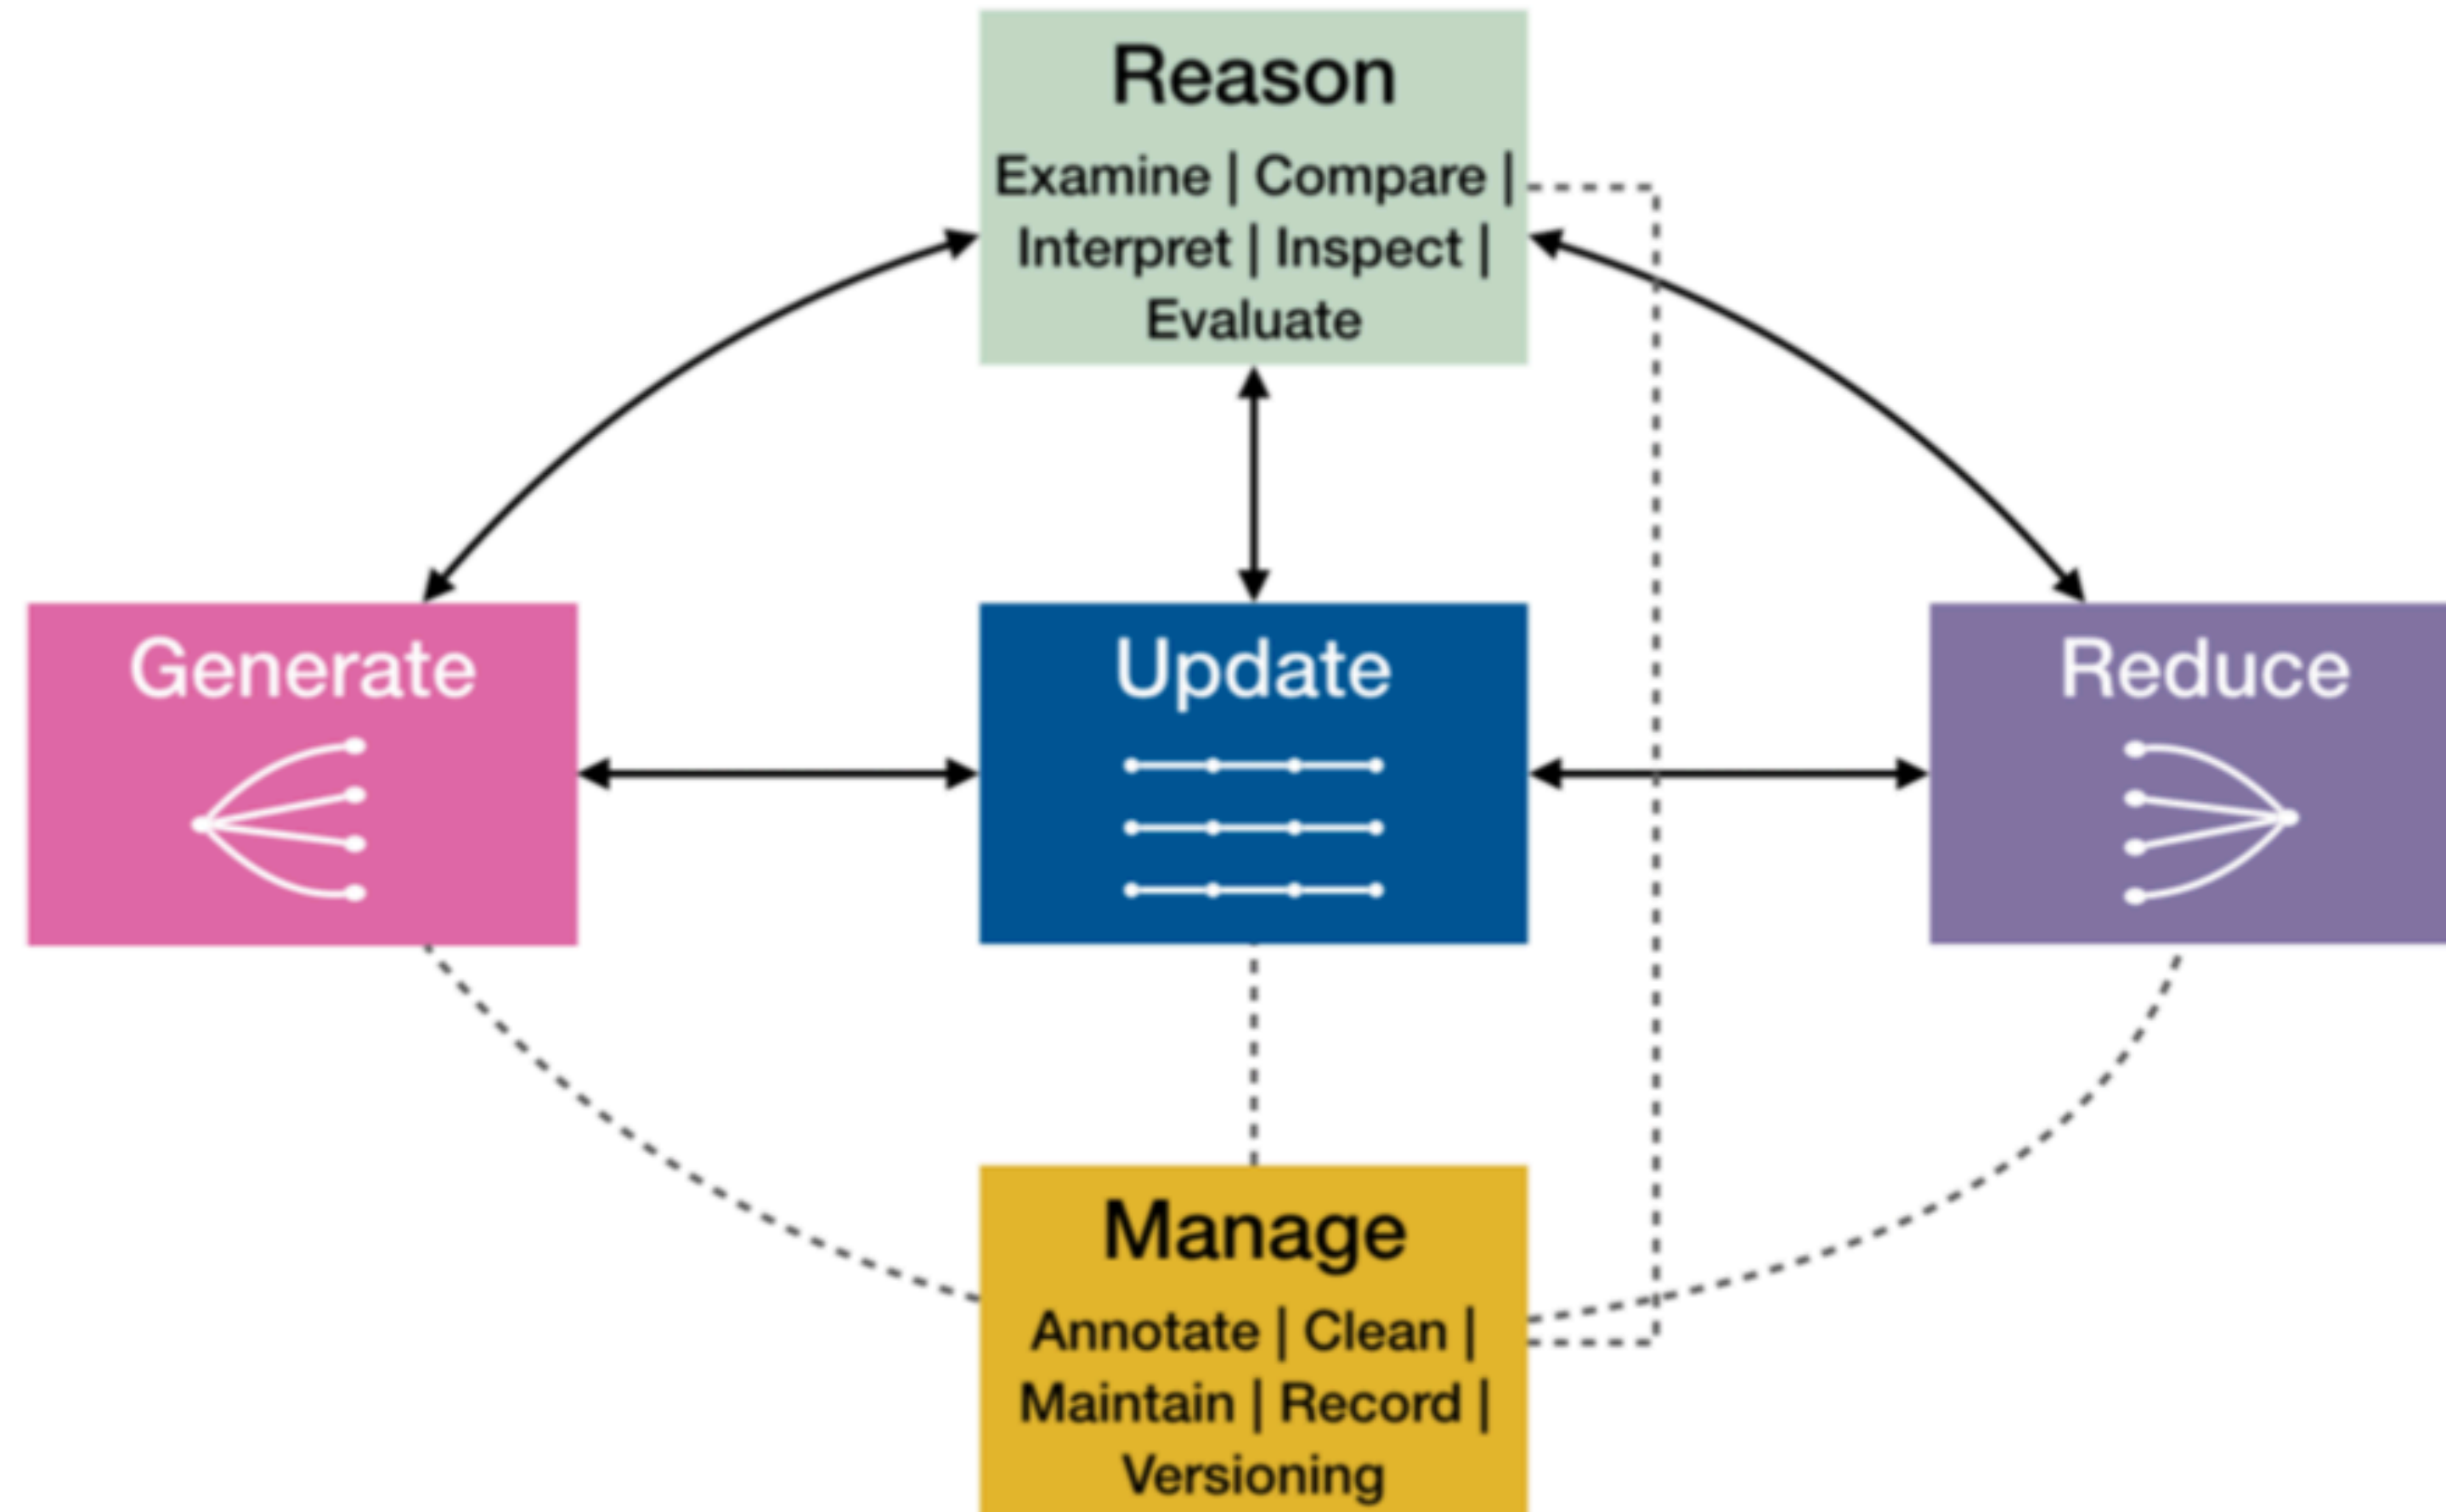 Reason
Examine | Compare |
Interpret | Inspect |
Evaluate
Generate
Update
Reduce
Manage
Annotate | Clean |
Maintain | Record |
Versioning